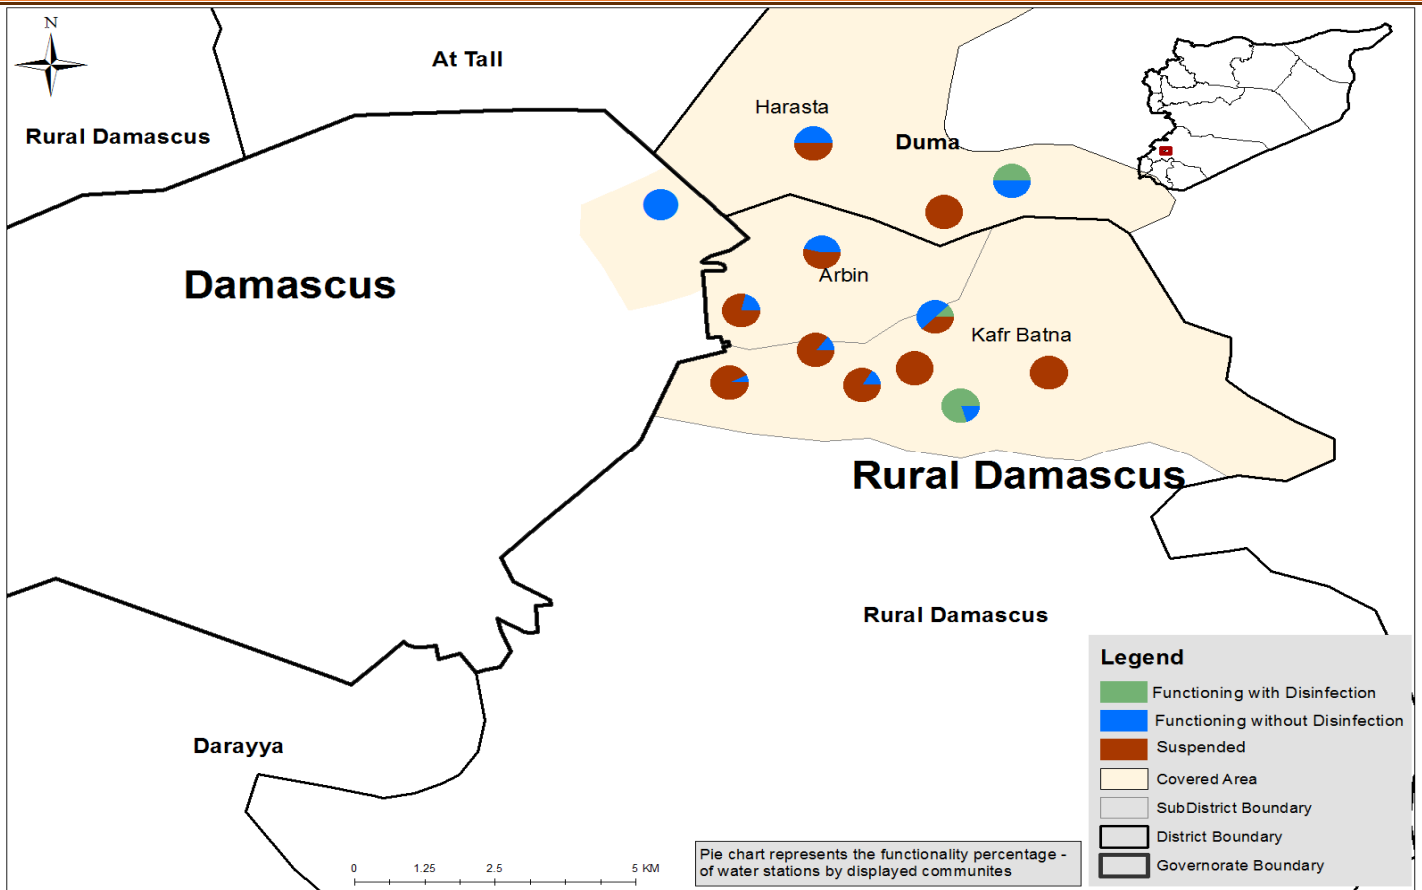 N
At Tall
Rural Damascus
Harasta
Duma
Damascus
Arbin
Kafr Batna
Rural Damascus
Rural Damascus
Darayya
Legend
Functioning with Disinfection
Functioning without Disinfection
Suspended
Covered Area
SubDistrict Boundary
District Boundary
Governorate Boundary
Pie chart represents the functionality percentage -
of water stations by displayed communites
0 1.25 2.5 5 KM